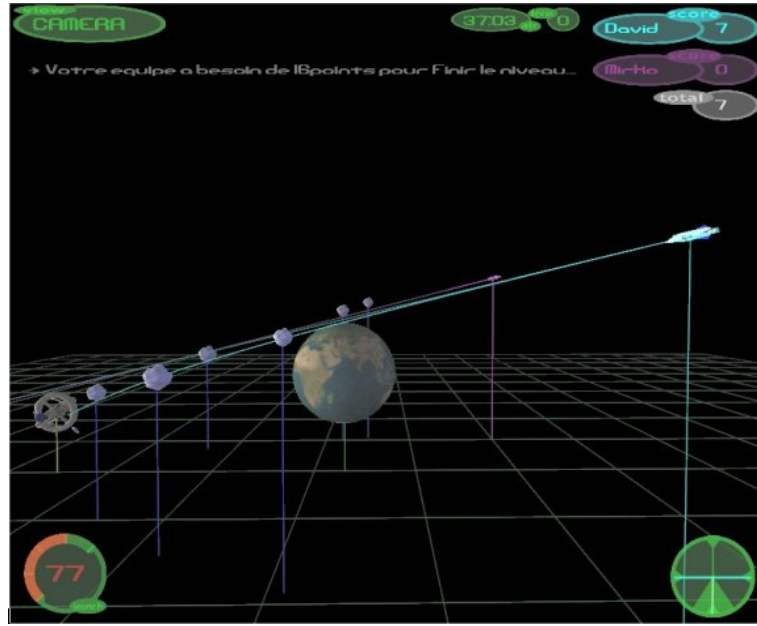 view
CAMERA
37:03
0
score
David 7
→ Votre equipe a besoin de 16points pour finir le niveau...
score
Mirko 0
total
7
77
launch